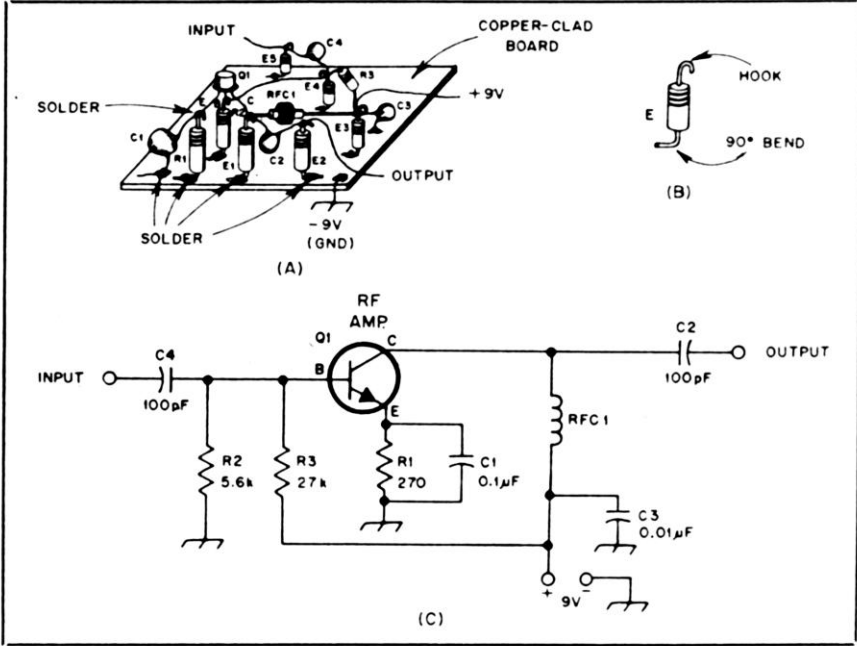 (A)
INPUT
C4
COPPER-CLAD
BOARD
E5
Q1
E4
R3
+9V
RFC1
SOLDER
E
C
C3
C1
E3
R1
E1
C2
E2
OUTPUT
SOLDER
-9V
(GND)
HOOK
E
90° BEND
(B)
RF
AMP.
Q1
C
C2
C4
B
INPUT
OUTPUT
100pF
100pF
E
RFC1
R2
5.6k
R3
27k
R1
270
C1
0.1µF
C3
0.01µF
+ 9V -
(C)